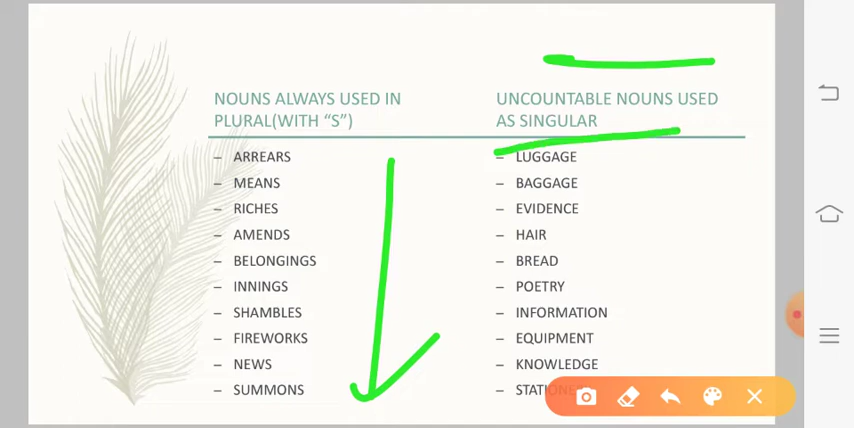 NOUNS ALWAYS USED IN
PLURAL(WITH “S”)
– ARREARS
– MEANS
– RICHES
– AMENDS
– BELONGINGS
– INNINGS
– SHAMBLES
– FIREWORKS
– NEWS
– SUMMONS
UNCOUNTABLE NOUNS USED
AS SINGULAR
– LUGGAGE
– BAGGAGE
– EVIDENCE
– HAIR
– BREAD
– POETRY
– INFORMATION
– EQUIPMENT
– KNOWLEDGE